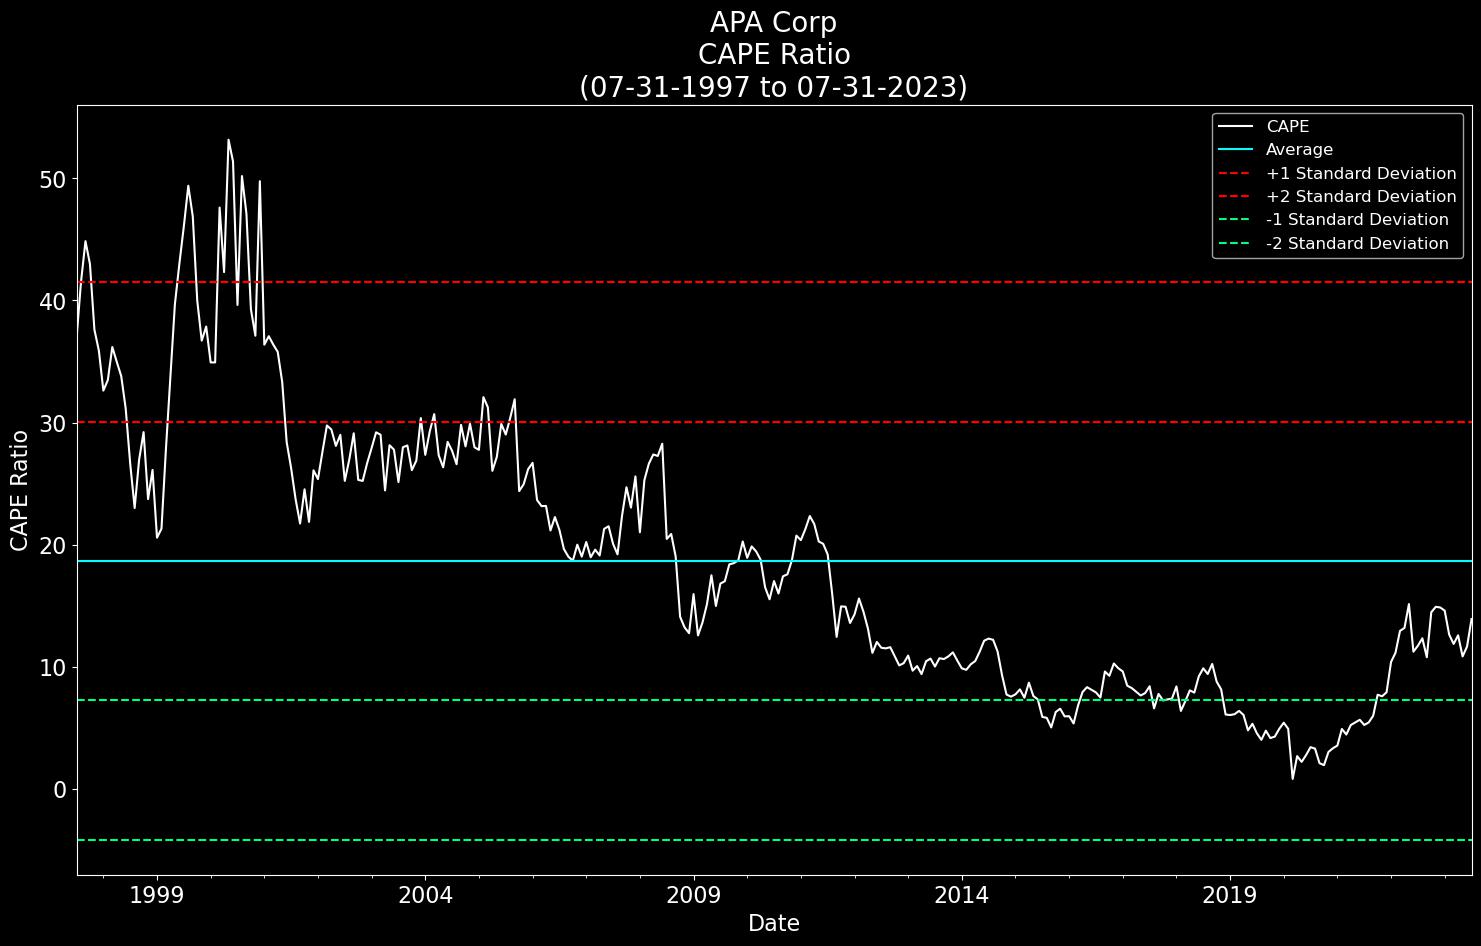 APA Corp
CAPE Ratio
(07-31-1997 to 07-31-2023)
CAPE
Average
+1 Standard Deviation
+2 Standard Deviation
-1 Standard Deviation
-2 Standard Deviation
CAPE Ratio
50
40
30
20
10
0
1999
2004
2009
2014
2019
Date